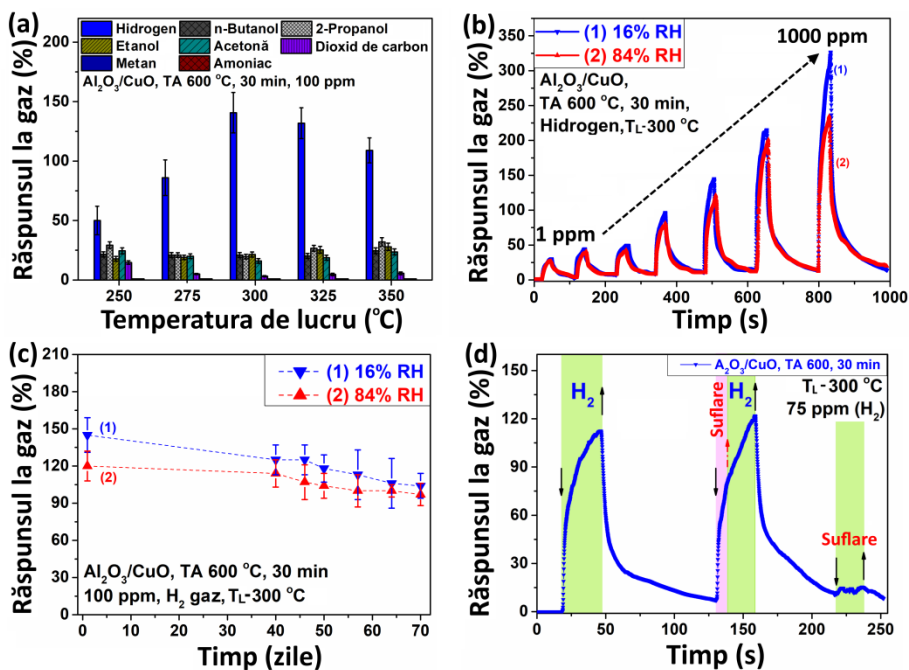 (a)
Hidrogen n-Butanol 2-Propanol
Etanol Acetonă Dioxid de carbon
Metan Amoniac
Al₂O₃/CuO, TA 600 °C, 30 min, 100 ppm
Răspunsul la gaz (%)
200
150
100
50
0
250 275 300 325 350
Temperatura de lucru (°C)
(b)
(1) 16% RH
(2) 84% RH
1000 ppm
(1)
Al₂O₃/CuO,
TA 600 °C, 30 min,
Hidrogen, Tʟ-300 °C
(2)
1 ppm
Răspunsul la gaz (%)
350
325
300
250
200
150
100
50
0
0 200 400 600 800 1000
Timp (s)
(c)
(1) 16% RH
(2) 84% RH
(1)
(2)
Al₂O₃/CuO, TA 600 °C, 30 min
100 ppm, H₂ gaz, Tʟ-300 °C
Răspunsul la gaz (%)
210
180
150
120
90
60
30
0
0 10 20 30 40 50 60 70
Timp (zile)
(d)
A₂O₃/CuO, TA 600, 30 min
Tʟ-300 °C
75 ppm (H₂)
H₂
Suflare
H₂
Suflare
Răspunsul la gaz (%)
150
120
90
60
30
0
0 50 100 150 200 250
Timp (s)